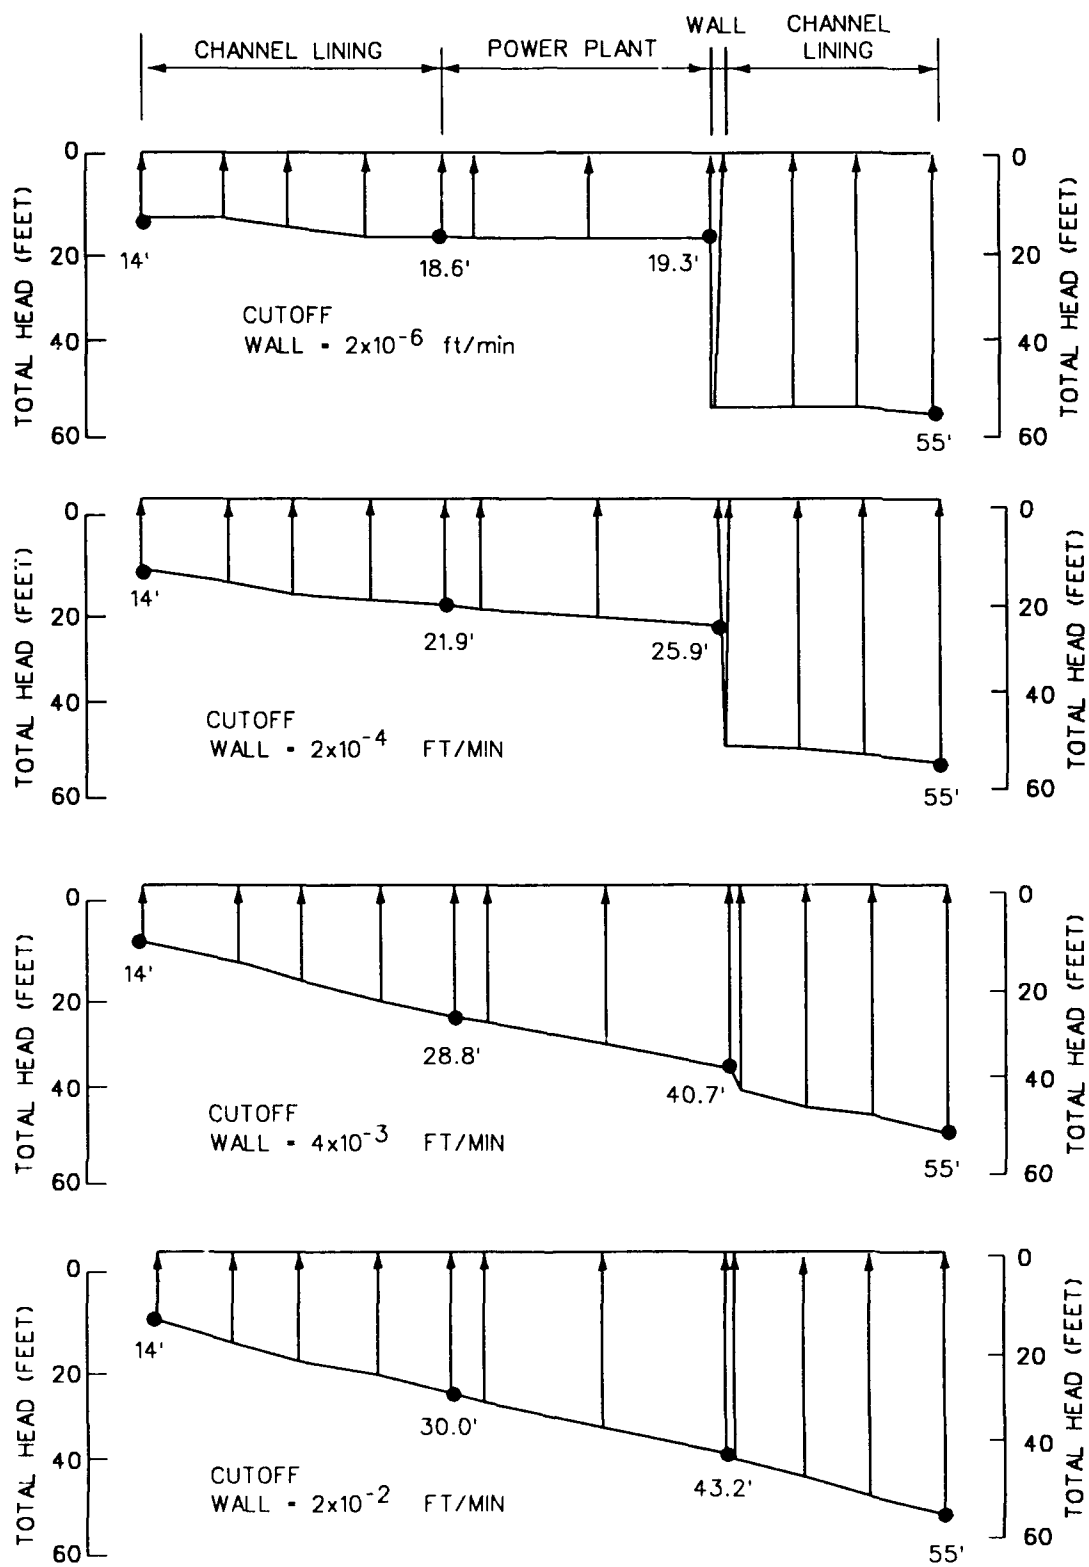 WALL
CHANNEL LINING
POWER PLANT
CHANNEL
LINING
TOTAL HEAD (FEET)
0
20
40
60
14'
18.6'
19.3'
55'
CUTOFF
WALL = 2x10^-6 ft/min
0
20
40
60
TOTAL HEAD (FEET)
TOTAL HEAD (FEET)
0
20
40
60
14'
21.9'
25.9'
55'
CUTOFF
WALL = 2x10^-4 FT/MIN
0
20
40
60
TOTAL HEAD (FEET)
TOTAL HEAD (FEET)
0
20
40
60
14'
28.8'
40.7'
55'
CUTOFF
WALL = 4x10^-3 FT/MIN
0
20
40
60
TOTAL HEAD (FEET)
TOTAL HEAD (FEET)
0
20
40
60
14'
30.0'
43.2'
55'
CUTOFF
WALL = 2x10^-2 FT/MIN
0
20
40
60
TOTAL HEAD (FEET)